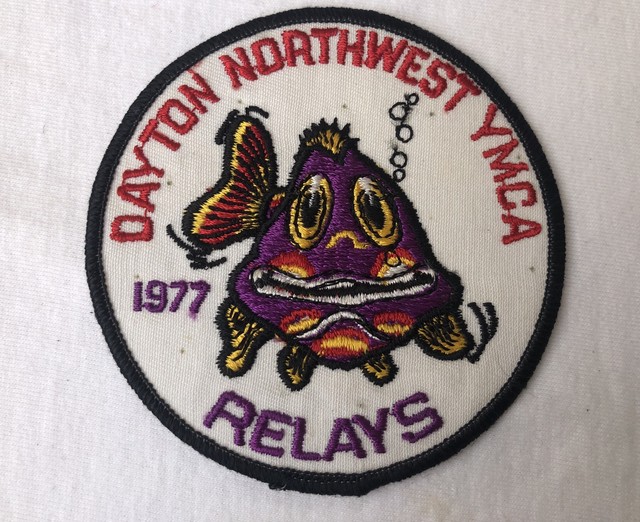 DAYTON NORTHWEST YMCA
1977
RELAYS